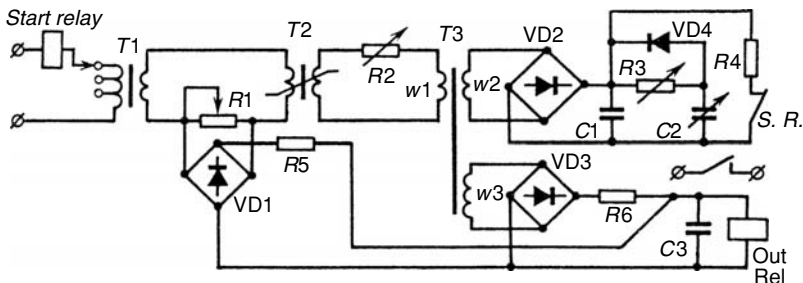 Start relay
T1
T2
T3
VD2
VD4
R4
R3
R2
w1
w2
R1
C1
C2
S. R.
VD3
R5
VD1
w3
R6
C3
Out
Rel